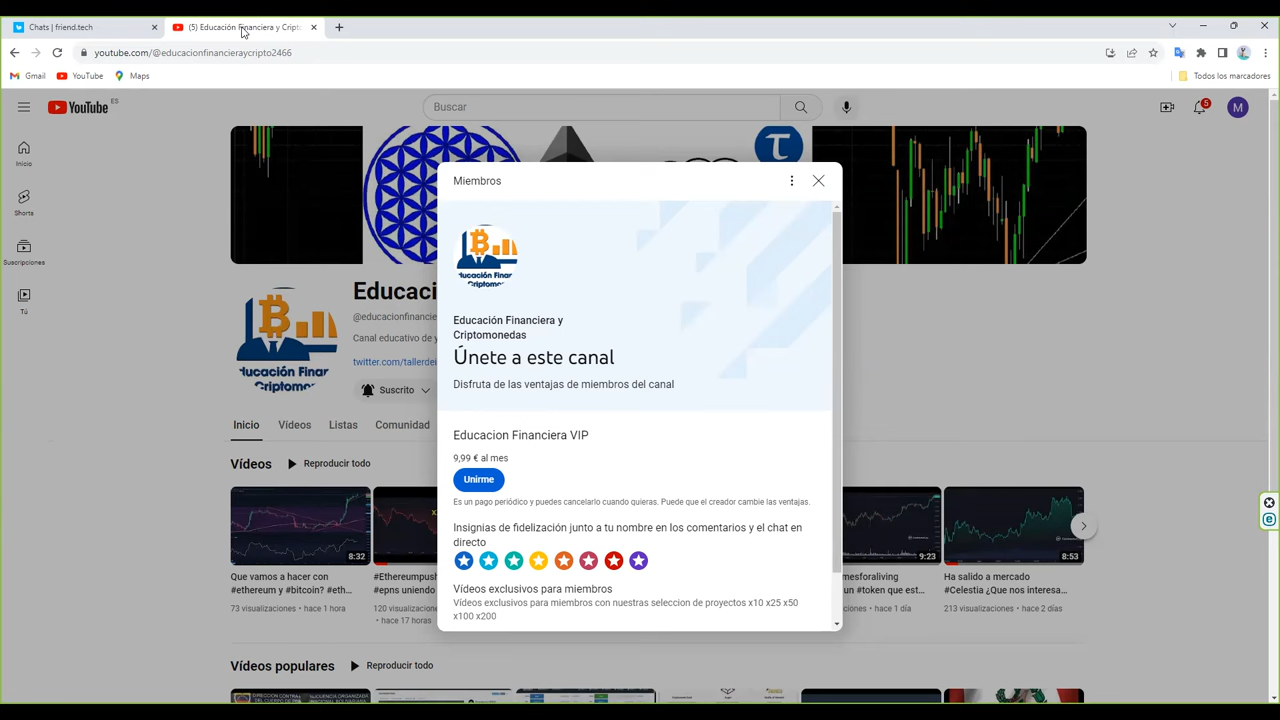 Chats | friend.tech
(5) Educación Financiera y Cripto
youtube.com/@educacionfinancieraycripto2466
Gmail
YouTube
Maps
Todos los marcadores
YouTube
ES
Buscar
5
M
Inicio
Shorts
Suscripciones
Tú
Miembros
Educación Finan
Criptomo
Educación Financiera y
Criptomonedas
Únete a este canal
Disfruta de las ventajas de miembros del canal
Educacion Financiera VIP
9,99 € al mes
Unirme
Es un pago periódico y puedes cancelarlo cuando quieras. Puede que el creador cambie las ventajas.
Insignias de fidelización junto a tu nombre en los comentarios y el chat en
directo
Vídeos exclusivos para miembros
Vídeos exclusivos para miembros con nuestras seleccion de proyectos x10 x25 x50
x100 x200
Educaci
@educacionfinancie
Canal educativo de y
twitter.com/tallerdei
Suscrito
Inicio
Vídeos
Listas
Comunidad
Vídeos
Reproducir todo
8:32
9:23
8:53
Que vamos a hacer con
#ethereum y #bitcoin? #eth...
73 visualizaciones • hace 1 hora
#Ethereumpush
epns uniendo
120 visualizacione
• hace 17 horas
mesforaliving
un #token que est...
• hace 1 día
Ha salido a mercado
#Celestia ¿Que nos interesa...
213 visualizaciones • hace 2 días
Vídeos populares
Reproducir todo